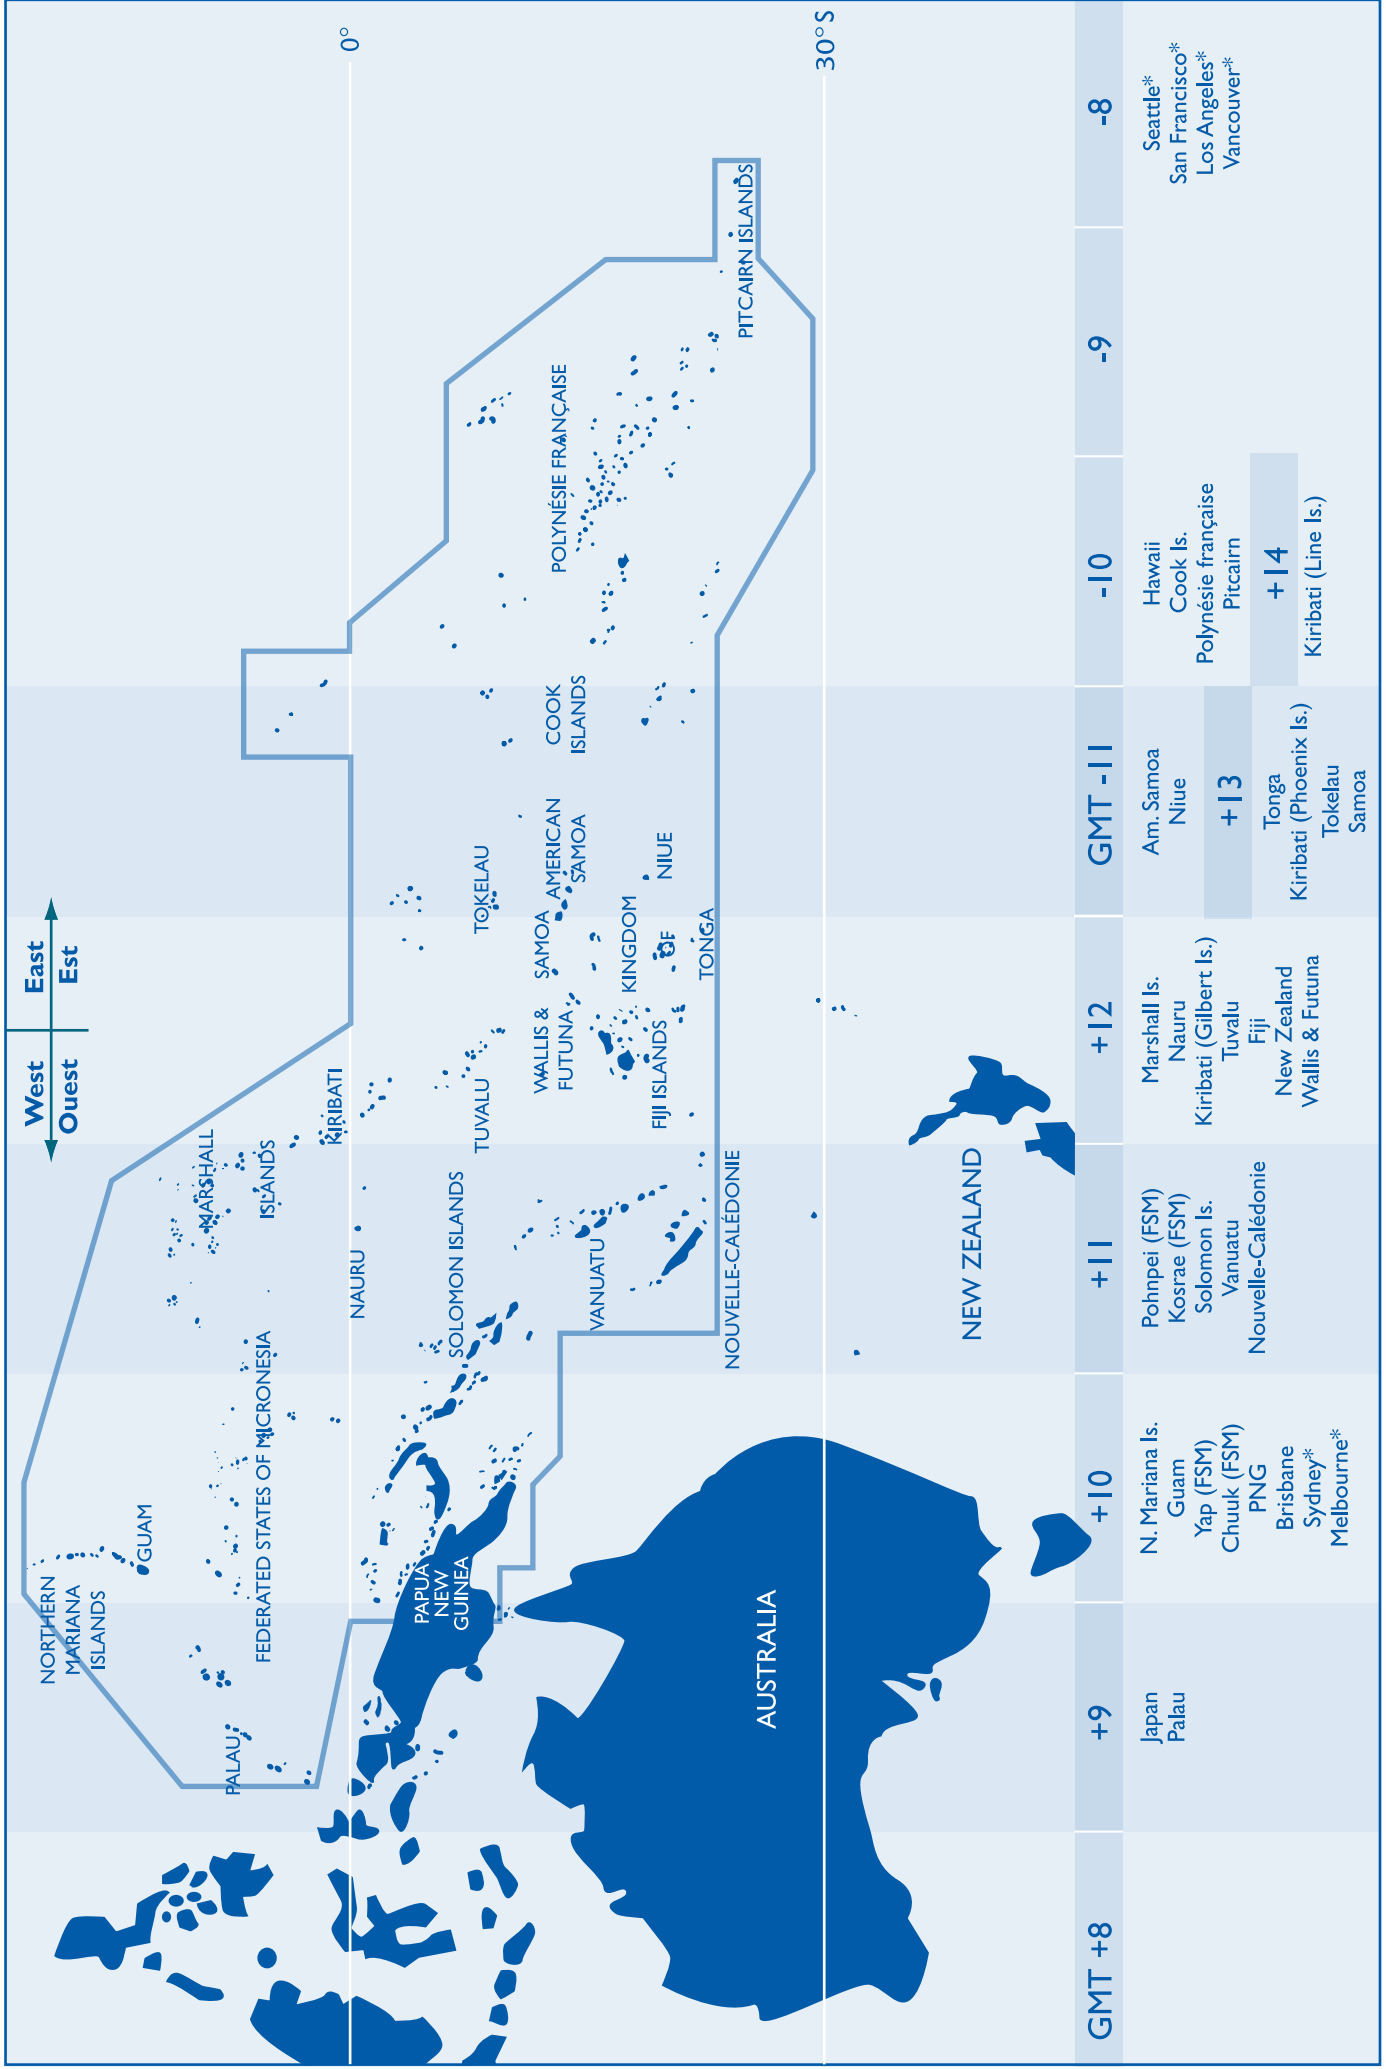 West
East
Ouest
Est
NORTHERN
MARIANA
ISLANDS
GUAM
MARSHALL
ISLANDS
PALAU
FEDERATED STATES OF MICRONESIA
KIRIBATI
NAURU
0°
PAPUA
NEW
GUINEA
SOLOMON ISLANDS
TUVALU
TOKELAU
WALLIS &
FUTUNA
SAMOA
AMERICAN
SAMOA
COOK
ISLANDS
POLYNÉSIE FRANÇAISE
VANUATU
KINGDOM
OF
TONGA
FIJI ISLANDS
NIUE
NOUVELLE-CALÉDONIE
PITCAIRN ISLANDS
AUSTRALIA
30°S
NEW ZEALAND
GMT +8
+9
Japan
Palau
+10
N. Mariana Is.
Guam
Yap (FSM)
Chuuk (FSM)
PNG
Brisbane
Sydney*
Melbourne*
+11
Pohnpei (FSM)
Kosrae (FSM)
Solomon Is.
Vanuatu
Nouvelle-Calédonie
+12
Marshall Is.
Nauru
Kiribati (Gilbert Is.)
Tuvalu
Fiji
New Zealand
Wallis & Futuna
GMT -11
Am. Samoa
Niue
+13
Tonga
Kiribati (Phoenix Is.)
Tokelau
Samoa
-10
Hawaii
Cook Is.
Polynésie française
Pitcairn
+14
Kiribati (Line Is.)
-9
-8
Seattle*
San Francisco*
Los Angeles*
Vancouver*